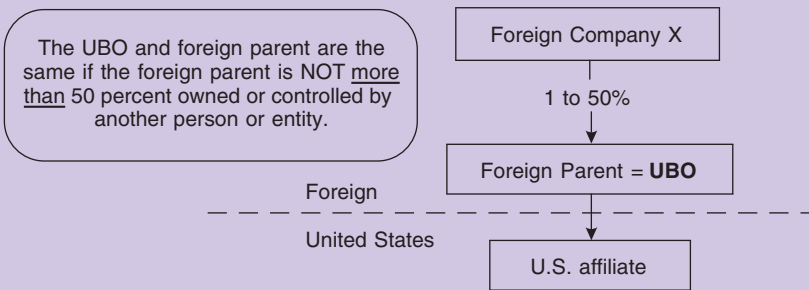 The UBO and foreign parent are the
same if the foreign parent is NOT more
than 50 percent owned or controlled by
another person or entity.
Foreign Company X
1 to 50%
Foreign Parent = UBO
Foreign
United States
U.S. affiliate